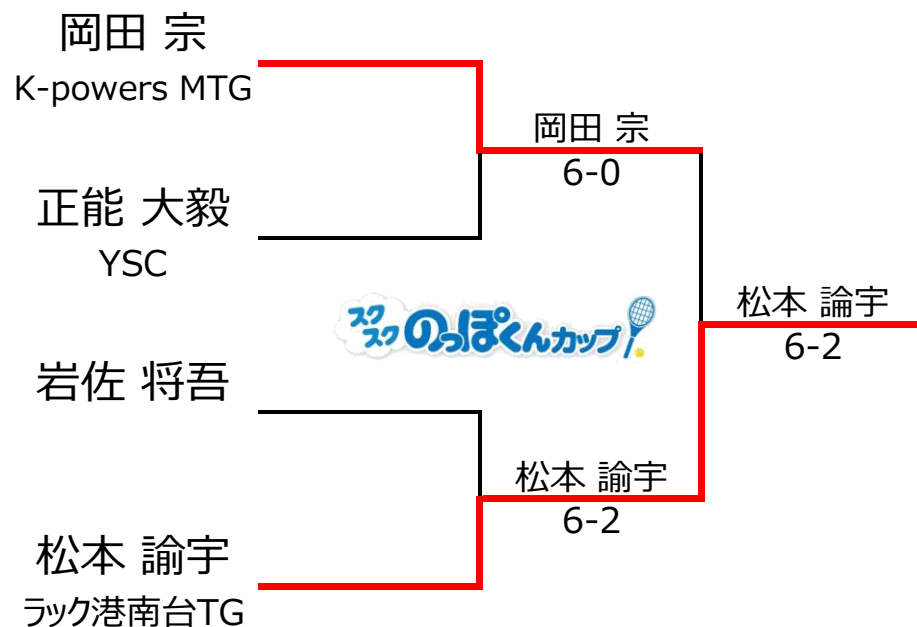 岡田 宗
K-powers MTG
岡田 宗
6-0
正能 大毅
YSC
スクスク のっぽくんカップ
松本 諭宇
6-2
岩佐 将吾
松本 諭宇
6-2
松本 諭宇
ラック港南台TG